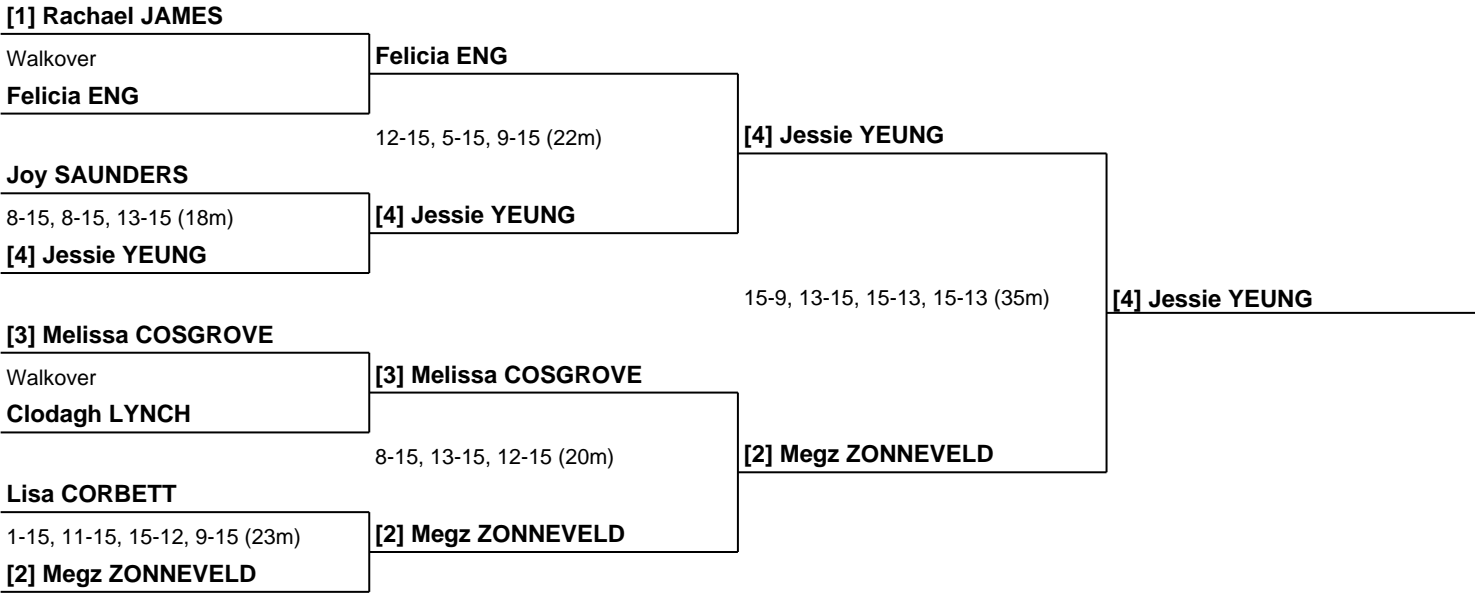 [1] Rachael JAMES
Walkover
Felicia ENG
Felicia ENG
12-15, 5-15, 9-15 (22m)
[4] Jessie YEUNG
Joy SAUNDERS
8-15, 8-15, 13-15 (18m)
[4] Jessie YEUNG
[4] Jessie YEUNG
15-9, 13-15, 15-13, 15-13 (35m)
[4] Jessie YEUNG
[3] Melissa COSGROVE
Walkover
[3] Melissa COSGROVE
Clodagh LYNCH
8-15, 13-15, 12-15 (20m)
[2] Megz ZONNEVELD
Lisa CORBETT
1-15, 11-15, 15-12, 9-15 (23m)
[2] Megz ZONNEVELD
[2] Megz ZONNEVELD